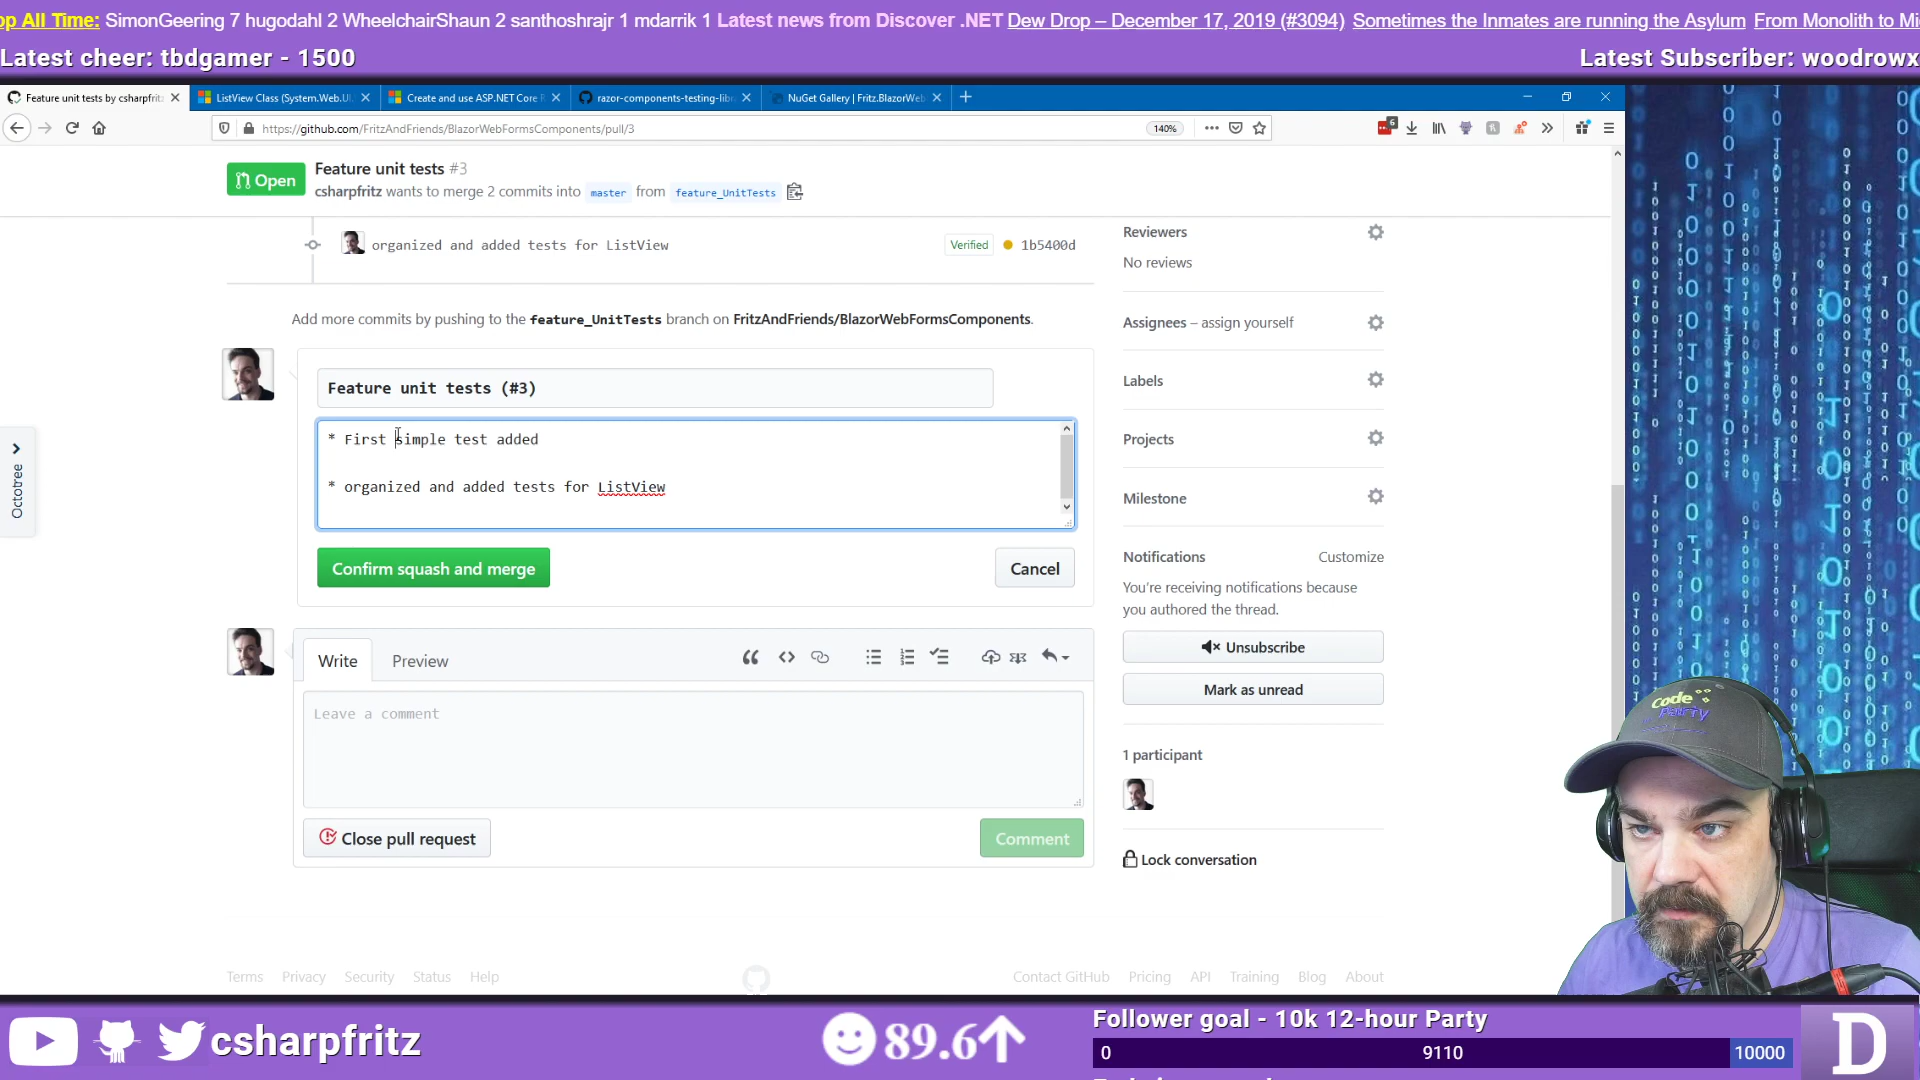 op All Time: SimonGeering 7 hugodahl 2 WheelchairShaun 2 santhoshrajr 1 mdarrik 1 Latest news from Discover .NET Dew Drop – December 17, 2019 (#3094) Sometimes the Inmates are running the Asylum From Monolith to Mi
Latest cheer: tbdgamer - 1500
Latest Subscriber: woodrowx
Feature unit tests by csharpfritz
ListView Class (System.Web.UI.
Create and use ASP.NET Core R
razor-components-testing-libr
NuGet Gallery | Fritz.BlazorWeb
https://github.com/FritzAndFriends/BlazorWebFormsComponents/pull/3
140%
6
Open
Feature unit tests #3
csharpfritz wants to merge 2 commits into master from feature_UnitTests
organized and added tests for ListView
Verified
1b5400d
Add more commits by pushing to the feature_UnitTests branch on FritzAndFriends/BlazorWebFormsComponents.
Feature unit tests (#3)
* First simple test added
* organized and added tests for ListView
Confirm squash and merge
Cancel
Octotree
Write
Preview
Leave a comment
Close pull request
Comment
Reviewers
No reviews
Assignees – assign yourself
Labels
Projects
Milestone
Notifications
Customize
You're receiving notifications because
you authored the thread.
Unsubscribe
Mark as unread
1 participant
Lock conversation
Terms
Privacy
Security
Status
Help
Contact GitHub
Pricing
API
Training
Blog
About
Code
Party
csharpfritz
89.6
Follower goal - 10k 12-hour Party
0
9110
10000
D